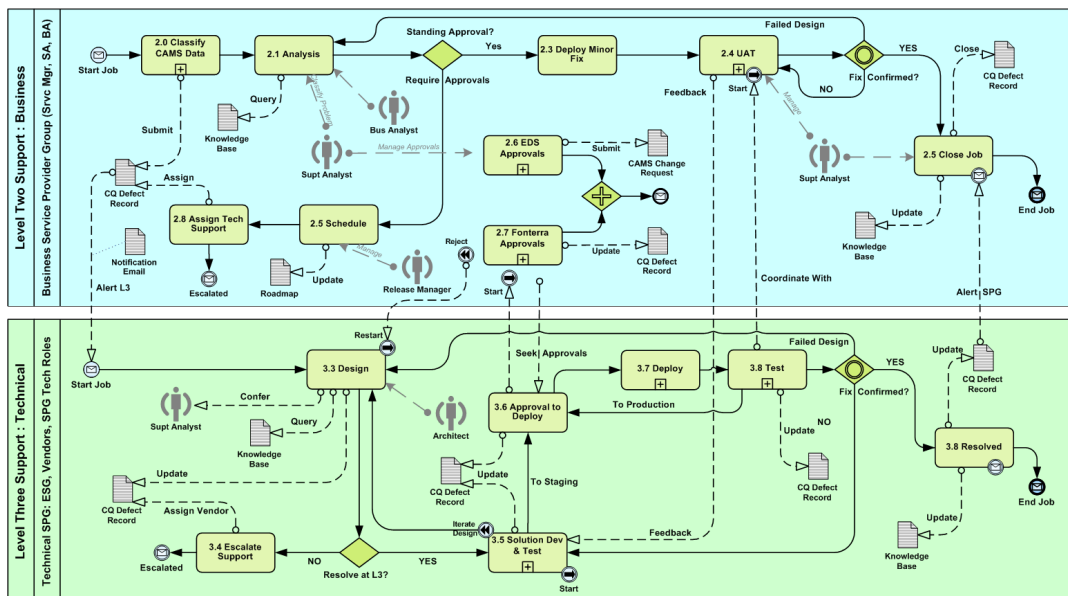 Level Two Support : Business
Business Service Provider Group (Srvc Mgr, SA, BA)
Start Job
2.0 Classify
CAMS Data
2.1 Analysis
Standing Approval?
Yes
Require
Approvals
2.3 Deploy Minor
Fix
2.4 UAT
Start
Failed Design
YES
Fix Confirmed?
NO
Close
CQ Defect
Record
Feedback
Query
Knowledge
Base
Classify Problem
Bus Analyst
Submit
CQ Defect
Record
Supt Analyst
Manage Approvals
2.6 EDS
Approvals
Submit
CAMS Change
Request
Manage
Supt Analyst
2.5 Close Job
End Job
Assign
2.8 Assign Tech
Support
2.5 Schedule
Manage
Reject
2.7 Fonterra
Approvals
Update
CQ Defect
Record
Update
Knowledge
Base
Notification
Email
Alert L3
Escalated
Update
Roadmap
Release Manager
Start
Coordinate With
Alert SPG
Level Three Support : Technical
Technical SPG: ESG, Vendors, SPG Tech Roles
Start Job
Restart
3.3 Design
Seek Approvals
3.7 Deploy
3.8 Test
Failed Design
YES
Fix Confirmed?
Update
CQ Defect
Record
Confer
Supt Analyst
Query
Knowledge
Base
Architect
3.6 Approval to
Deploy
To Production
Update
NO
CQ Defect
Record
3.8 Resolved
End Job
Update
CQ Defect
Record
Update
CQ Defect
Record
To Staging
Assign Vendor
3.4 Escalate
Support
Escalated
NO
Resolve at L3?
YES
Iterate
Design
3.5 Solution Dev
& Test
Start
Feedback
Update
Knowledge
Base